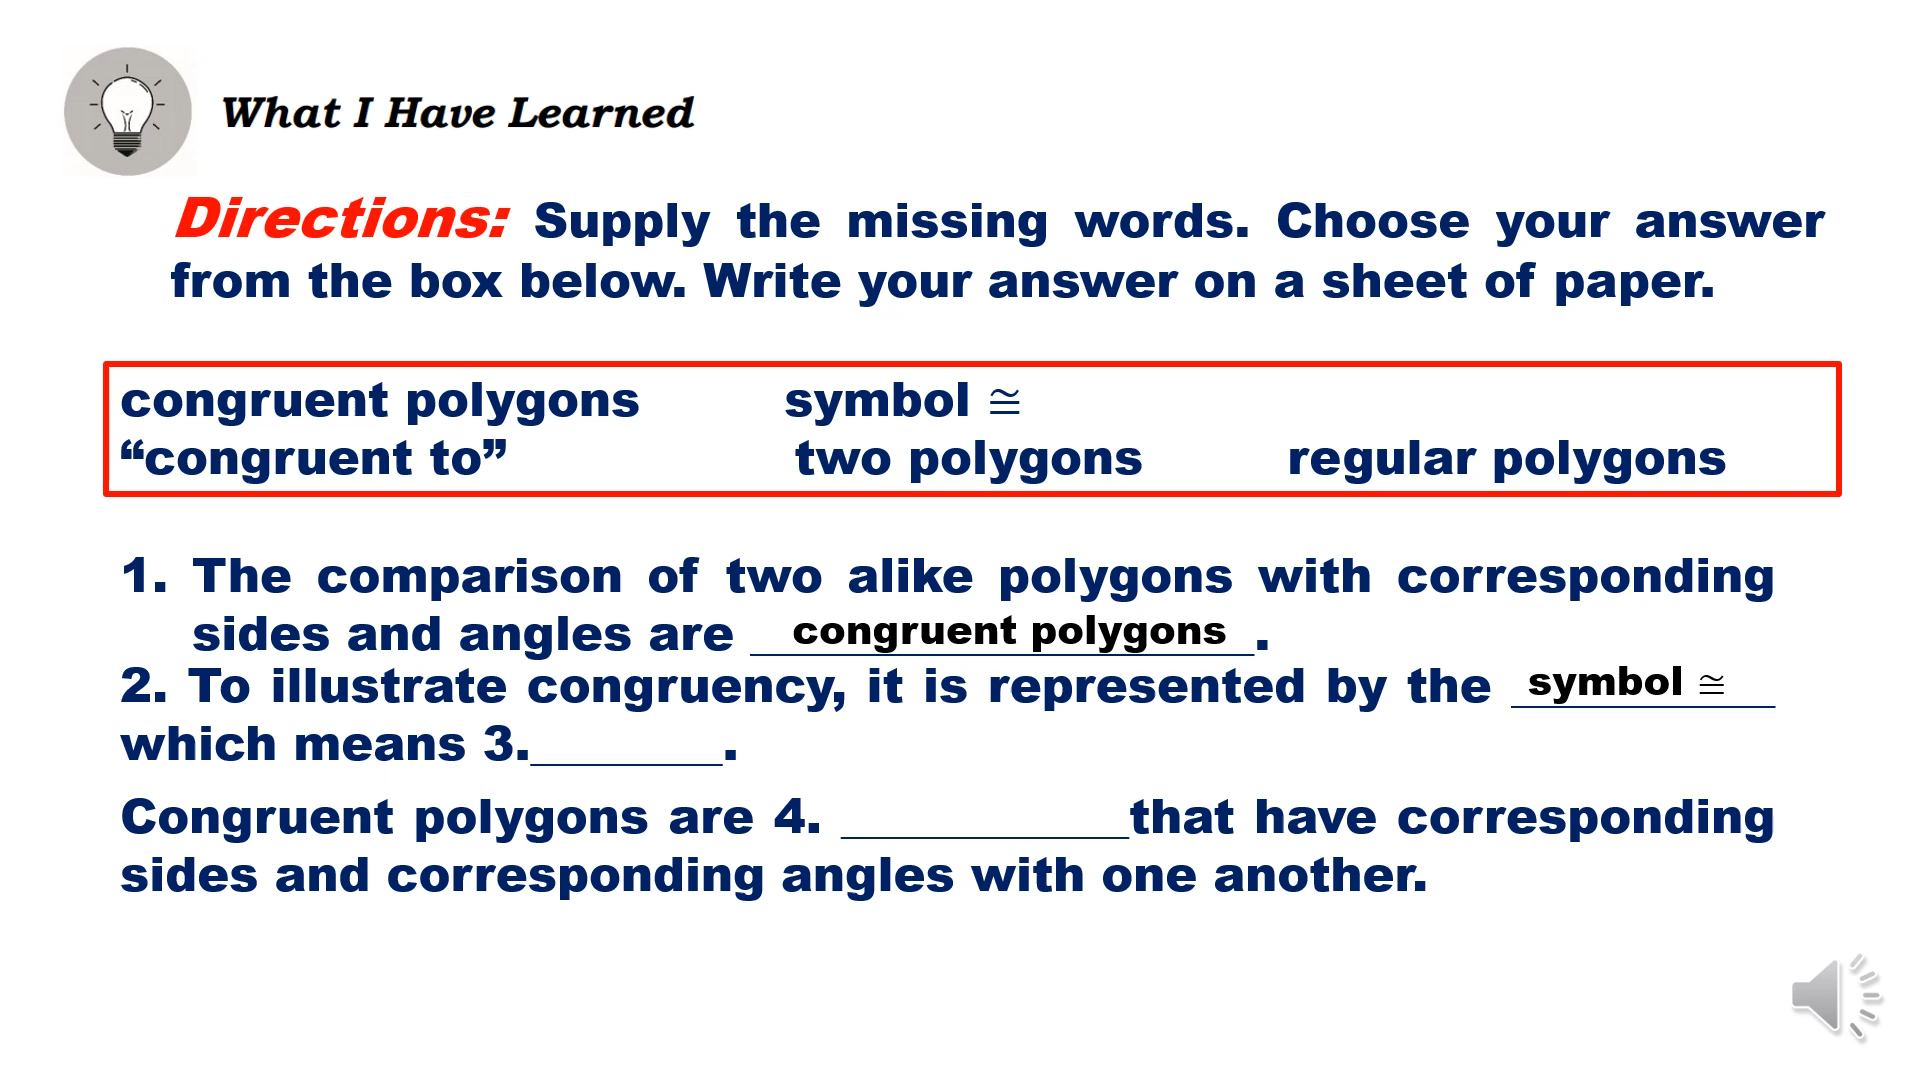 What I Have Learned
Directions: Supply the missing words. Choose your answer
from the box below. Write your answer on a sheet of paper.
congruent polygons symbol ≅
“congruent to” two polygons regular polygons
1. The comparison of two alike polygons with corresponding
sides and angles are congruent polygons.
2. To illustrate congruency, it is represented by the symbol ≅
which means 3.________.
Congruent polygons are 4. ____________that have corresponding
sides and corresponding angles with one another.